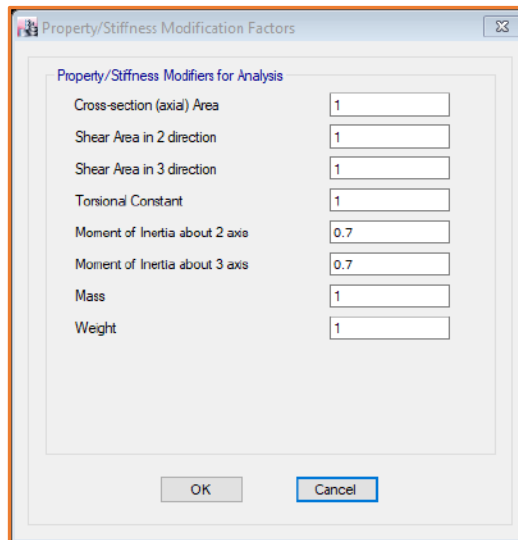 Property/Stiffness Modification Factors
Property/Stiffness Modifiers for Analysis
Cross-section (axial) Area 1
Shear Area in 2 direction 1
Shear Area in 3 direction 1
Torsional Constant 1
Moment of Inertia about 2 axis 0.7
Moment of Inertia about 3 axis 0.7
Mass 1
Weight 1
OK Cancel